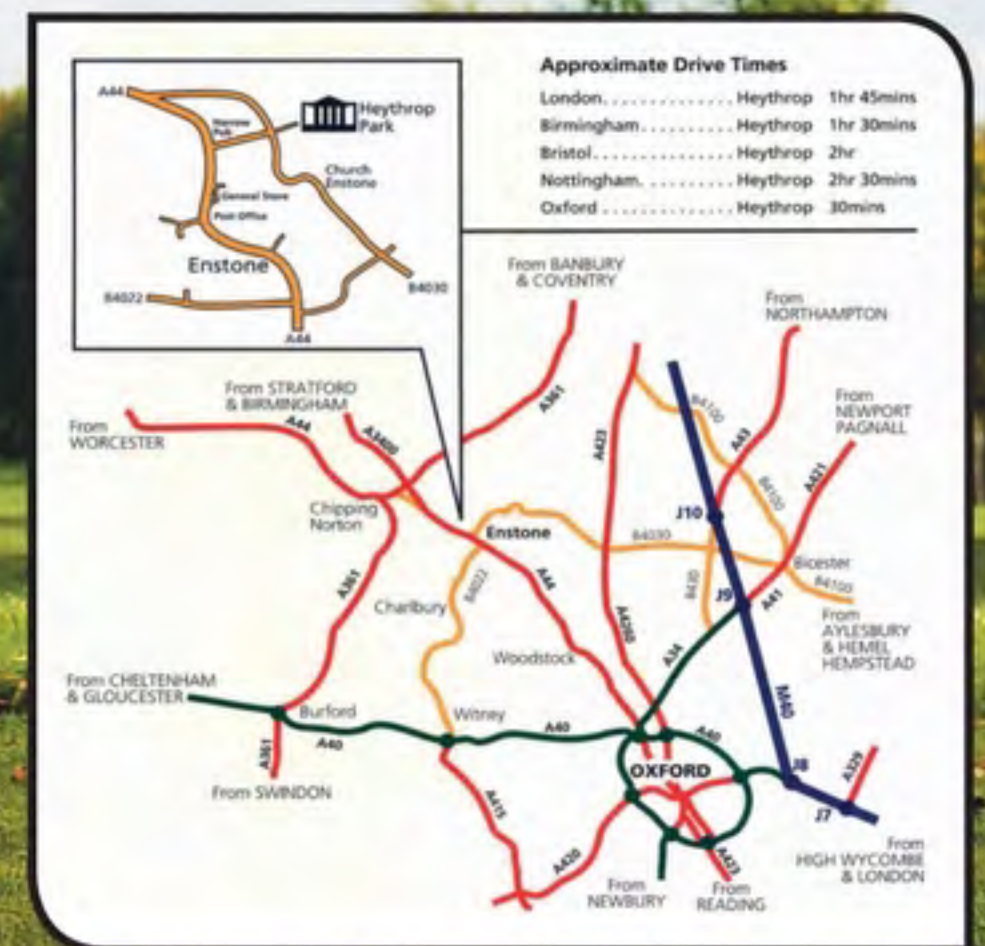 Approximate Drive Times
London.............. Heythrop 1hr 45mins
Birmingham.......... Heythrop 1hr 30mins
Bristol.............. Heythrop 2hr
Nottingham.......... Heythrop 2hr 30mins
Oxford .............. Heythrop 30mins
A44
Heythrop
Park
Harrow
Pub
Church
Enstone
General Store
Post Office
Enstone
B4022
B4030
A44
From BANBURY
& COVENTRY
From
NORTHAMPTON
From STRATFORD
& BIRMINGHAM
From
WORCESTER
A44
A3400
A361
A423
B4100
A43
From
NEWPORT
PAGNALL
A421
B4100
Chipping
Norton
J10
Enstone
B4030
Bicester
B4100
A361
B4022
A44
B430
J9
A41
Charlbury
A4260
From
AYLESBURY
& HEMEL
HEMPSTEAD
Woodstock
A34
M40
From CHELTENHAM
& GLOUCESTER
Burford
Witney
A40
A40
A40
A361
OXFORD
J8
A329
From SWINDON
J7
A415
A420
A423
From
NEWBURY
From
READING
From
HIGH WYCOMBE
& LONDON